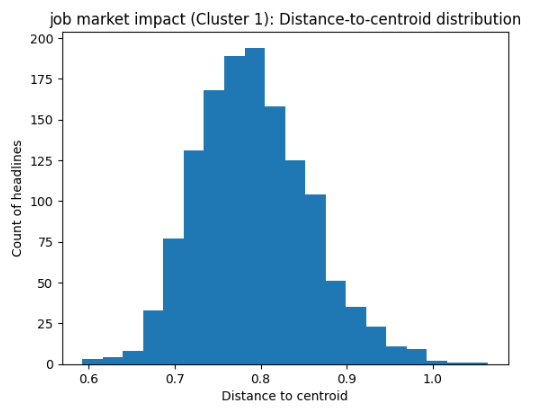 job market impact (Cluster 1): Distance-to-centroid distribution
200
175
150
125
100
75
50
25
0
Count of headlines
0.6 0.7 0.8 0.9 1.0
Distance to centroid